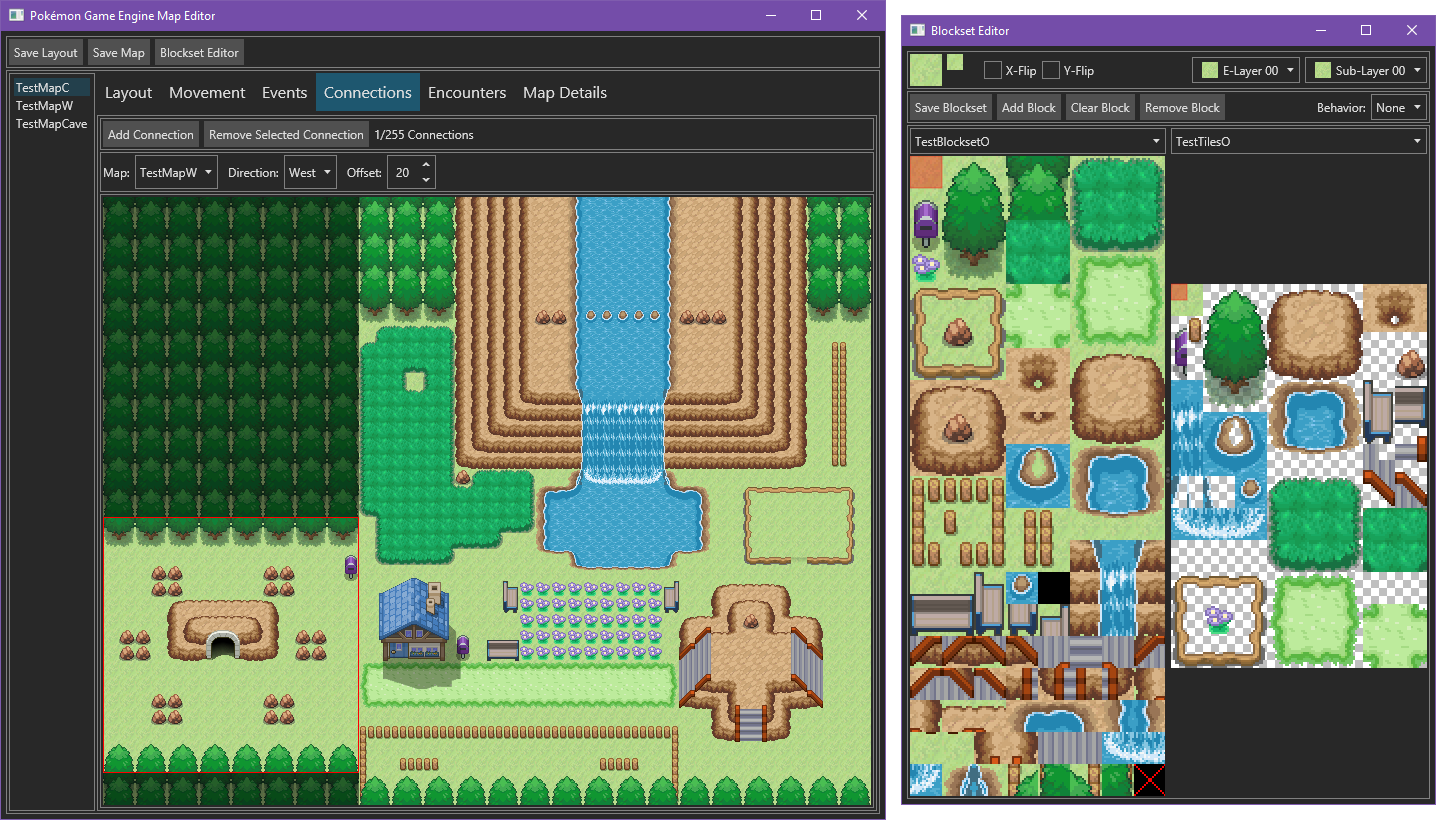 Pokémon Game Engine Map Editor
Save Layout Save Map Blockset Editor
TestMapC
TestMapW
TestMapCave
Layout Movement Events Connections Encounters Map Details
Add Connection Remove Selected Connection 1/255 Connections
Map: TestMapW Direction: West Offset: 20
Blockset Editor
X-Flip Y-Flip E-Layer 00 Sub-Layer 00
Save Blockset Add Block Clear Block Remove Block Behavior: None
TestBlocksetO TestTilesO